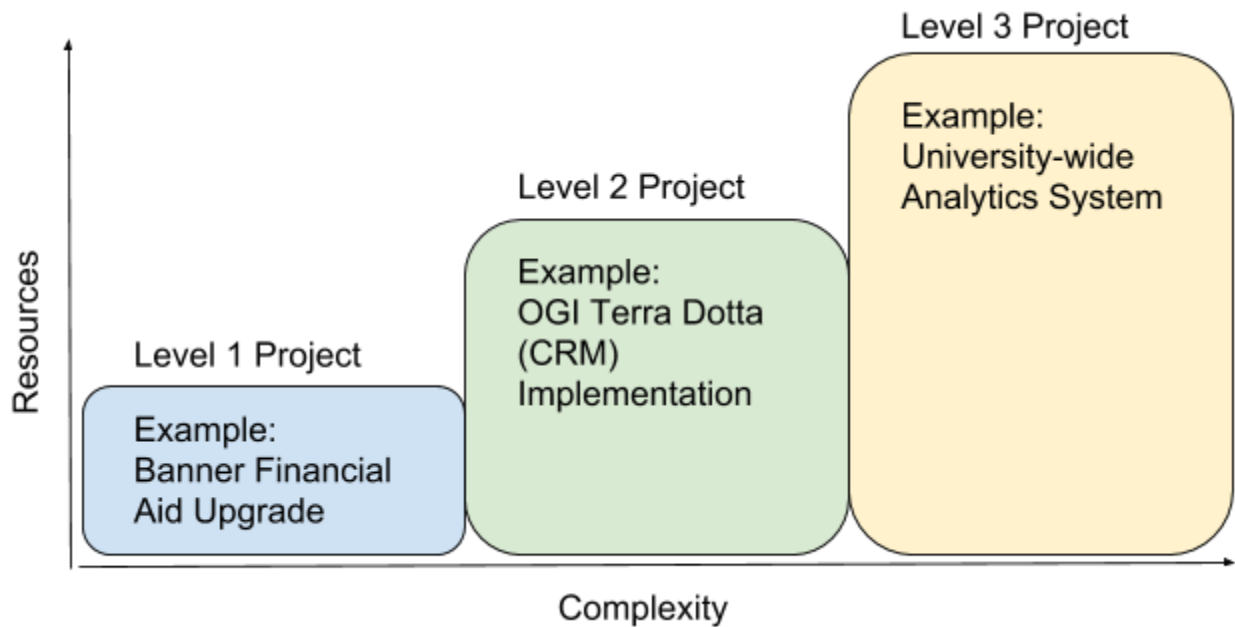 Level 3 Project
Example:
University-wide
Analytics System
Level 2 Project
Example:
OGI Terra Dotta
(CRM)
Implementation
Level 1 Project
Example:
Banner Financial
Aid Upgrade
Resources
Complexity